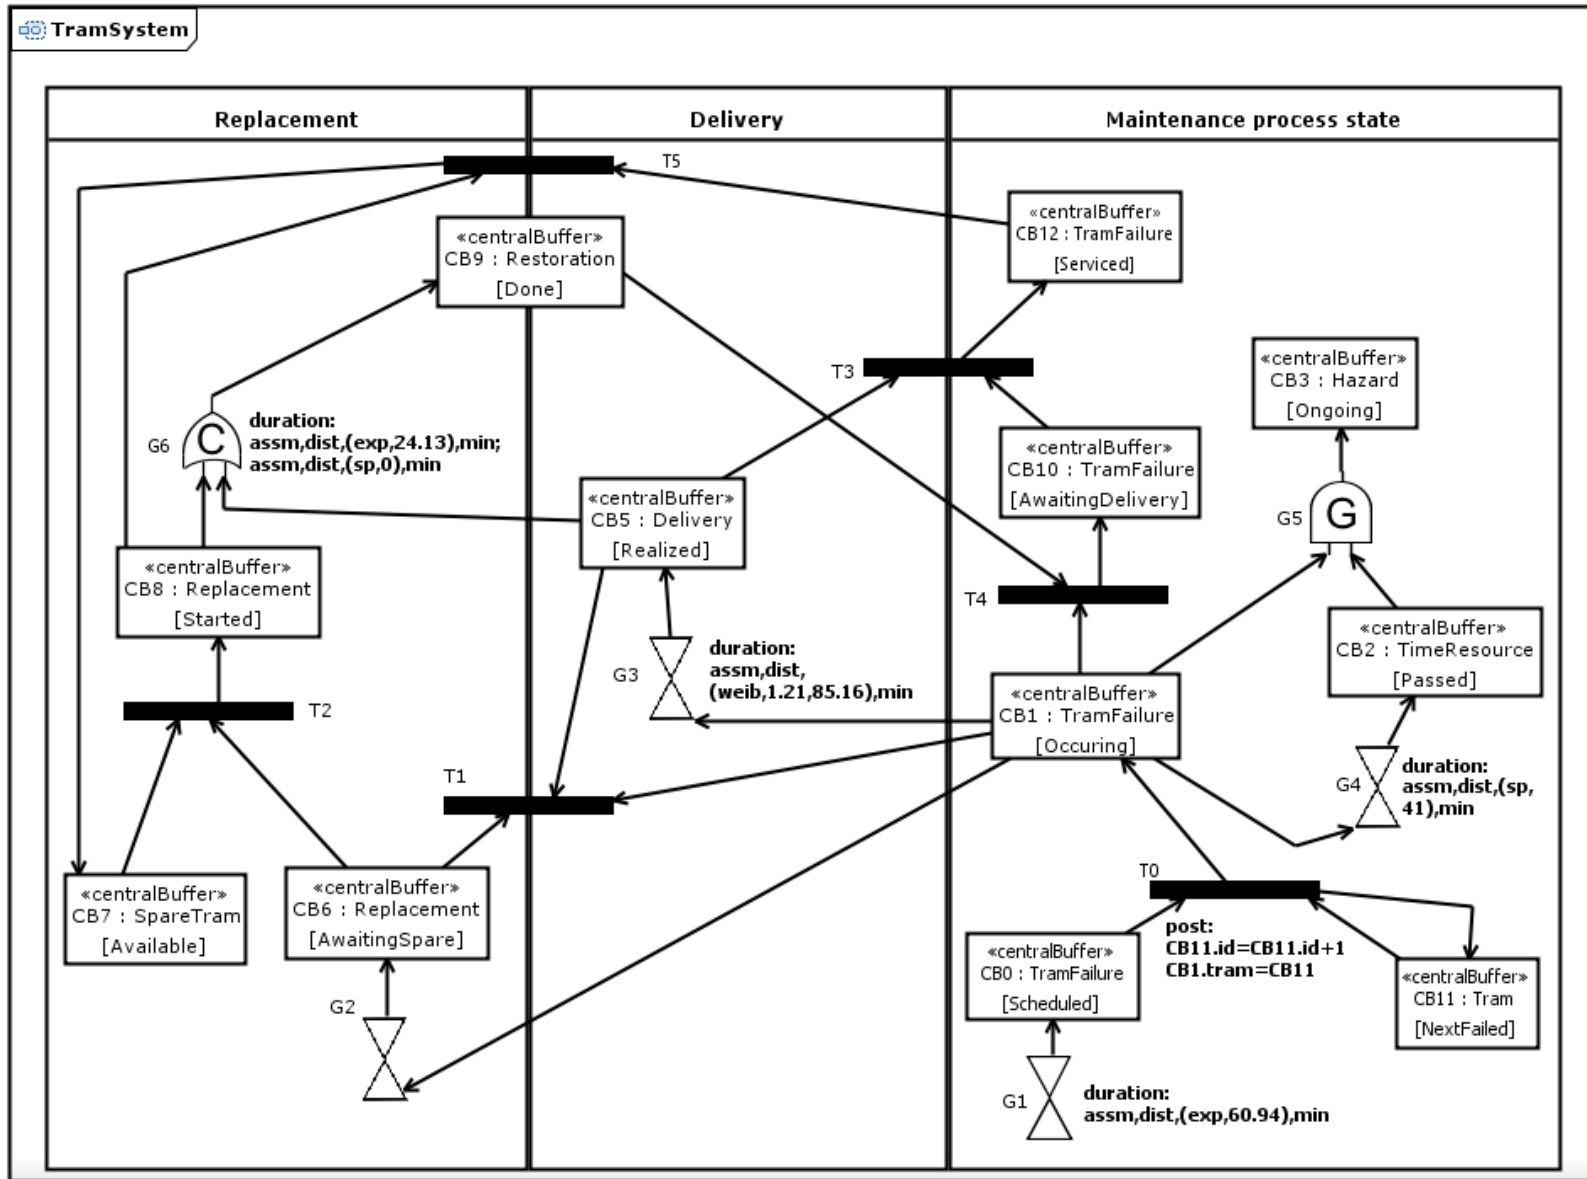 TramSystem
Replacement
Delivery
Maintenance process state
T5
«centralBuffer»
CB9 : Restoration
[Done]
«centralBuffer»
CB12 : TramFailure
[Serviced]
T3
«centralBuffer»
CB3 : Hazard
[Ongoing]
G6
C
duration:
assm,dist,(exp,24.13),min;
assm,dist,(sp,0),min
«centralBuffer»
CB10 : TramFailure
[AwaitingDelivery]
«centralBuffer»
CB5 : Delivery
[Realized]
G5
G
«centralBuffer»
CB8 : Replacement
[Started]
T4
«centralBuffer»
CB2 : TimeResource
[Passed]
G3
duration:
assm,dist,
(weib,1.21,85.16),min
«centralBuffer»
CB1 : TramFailure
[Occuring]
T2
T1
G4
duration:
assm,dist,(sp,
41),min
«centralBuffer»
CB7 : SpareTram
[Available]
«centralBuffer»
CB6 : Replacement
[AwaitingSpare]
T0
post:
CB11.id=CB11.id+1
CB1.tram=CB11
«centralBuffer»
CB0 : TramFailure
[Scheduled]
«centralBuffer»
CB11 : Tram
[NextFailed]
G2
G1
duration:
assm,dist,(exp,60.94),min